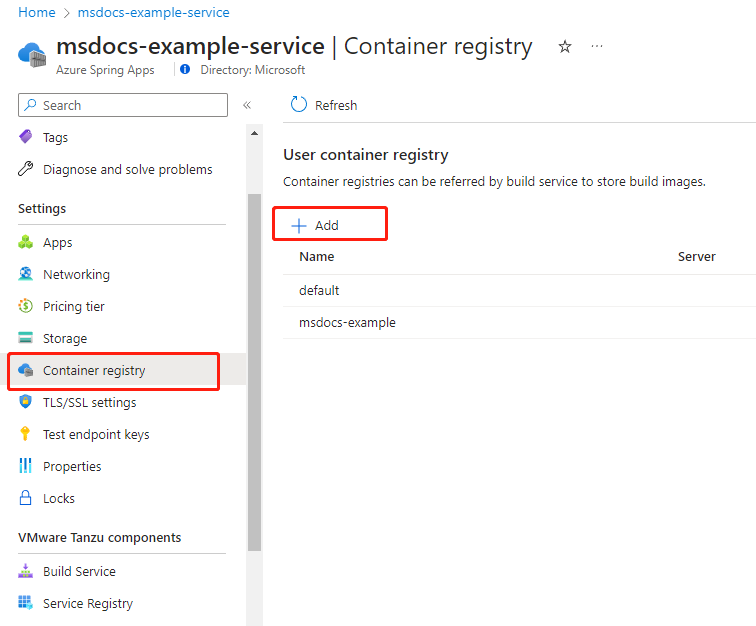 Home > msdocs-example-service
msdocs-example-service | Container registry
Azure Spring Apps
Directory: Microsoft
Search
«
Refresh
Tags
Diagnose and solve problems
Settings
Apps
Networking
Pricing tier
Storage
Container registry
TLS/SSL settings
Test endpoint keys
Properties
Locks
VMware Tanzu components
Build Service
Service Registry
User container registry
Container registries can be referred by build service to store build images.
Add
Name Server
default
msdocs-example